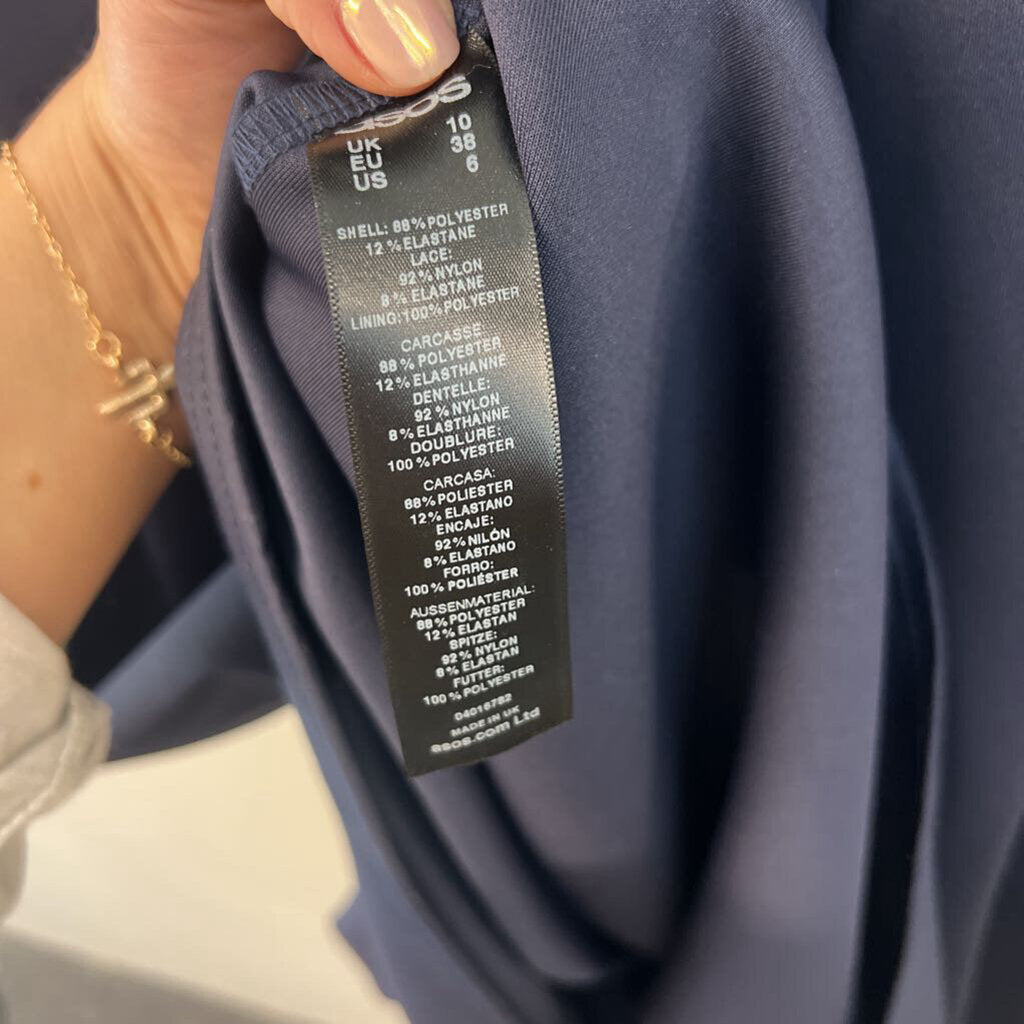 asos
UK 10
EU 38
US 6
SHELL: 88% POLYESTER
12% ELASTANE
LACE:
92% NYLON
8% ELASTANE
LINING:100% POLYESTER
CARCASSE
88% POLYESTER
12% ELASTHANNE
DENTELLE:
92% NYLON
8% ELASTHANNE
DOUBLURE:
100% POLYESTER
CARCASA:
88% POLIESTER
12% ELASTANO
ENCAJE:
92% NILÓN
8% ELASTANO
FORRO:
100% POLIÉSTER
AUSSENMATERIAL:
88% POLYESTER
12% ELASTAN
SPITZE:
92% NYLON
8% ELASTAN
FUTTER:
100% POLYESTER
04016782
MADE IN UK
asos.com Ltd